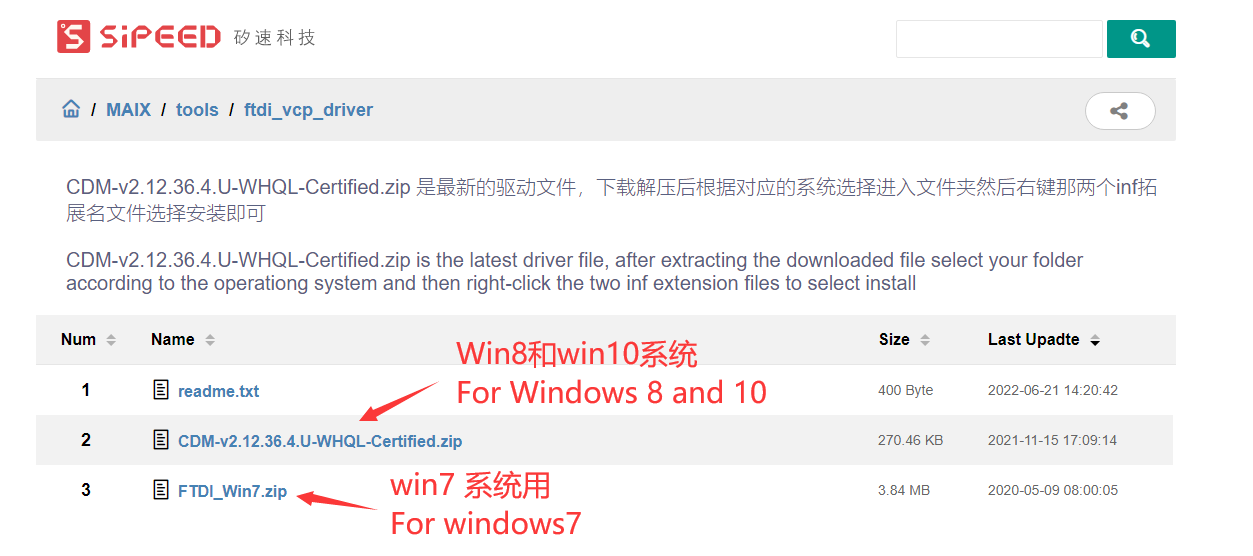 SiPEED 矽速科技
/ MAIX / tools / ftdi_vcp_driver
CDM-v2.12.36.4.U-WHQL-Certified.zip 是最新的驱动文件，下载解压后根据对应的系统选择进入文件夹然后右键那两个inf拓
展名文件选择安装即可
CDM-v2.12.36.4.U-WHQL-Certified.zip is the latest driver file, after extracting the downloaded file select your folder
according to the operationg system and then right-click the two inf extension files to select install
Num Name Size Last Upadte
Win8和win10系统
For Windows 8 and 10
1 readme.txt 400 Byte 2022-06-21 14:20:42
2 CDM-v2.12.36.4.U-WHQL-Certified.zip 270.46 KB 2021-11-15 17:09:14
3 FTDI_Win7.zip 3.84 MB 2020-05-09 08:00:05
win7 系统用
For windows7